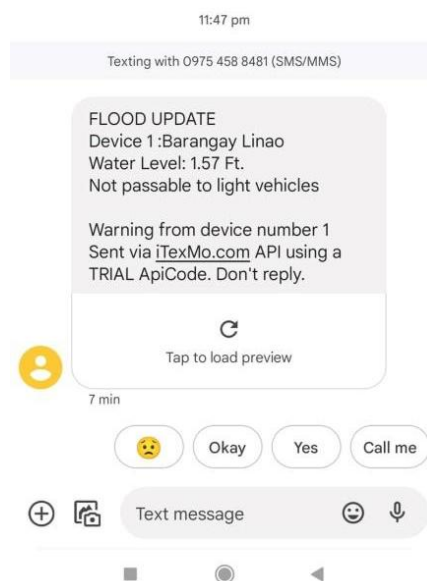 11:47 pm
Texting with 0975 458 8481 (SMS/MMS)
FLOOD UPDATE
Device 1 :Barangay Linao
Water Level: 1.57 Ft.
Not passable to light vehicles
Warning from device number 1
Sent via iTexMo.com API using a
TRIAL ApiCode. Don't reply.
Tap to load preview
7 min
Okay Yes Call me
Text message